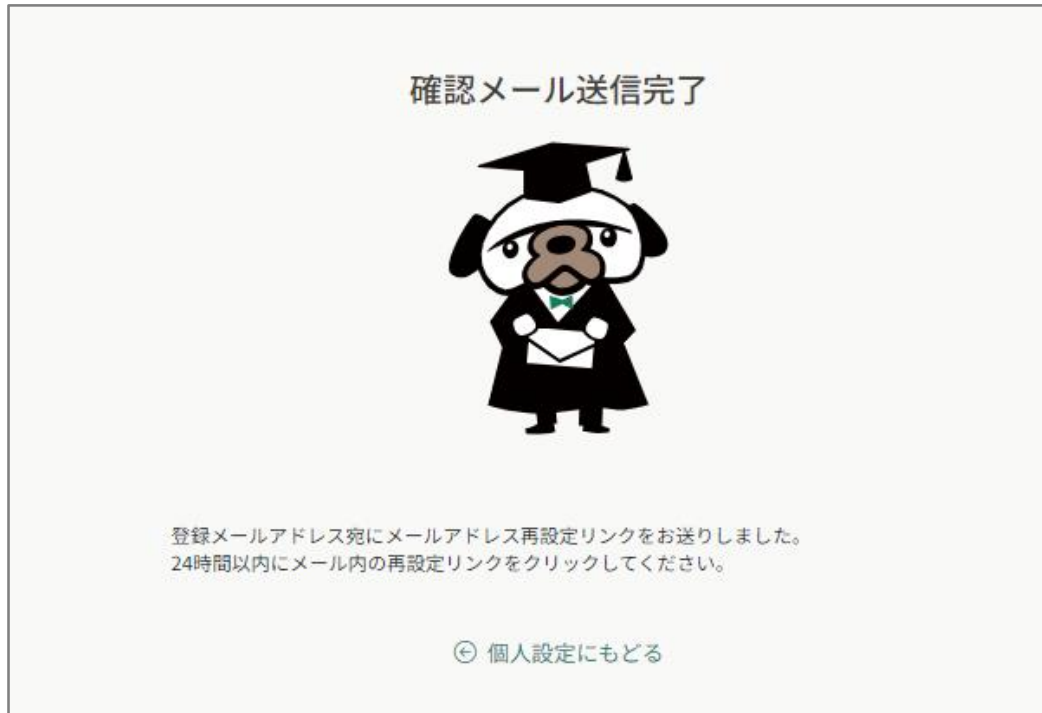 確認メール送信完了
登録メールアドレス宛にメールアドレス再設定リンクをお送りしました。
24時間以内にメール内の再設定リンクをクリックしてください。
個人設定にもどる